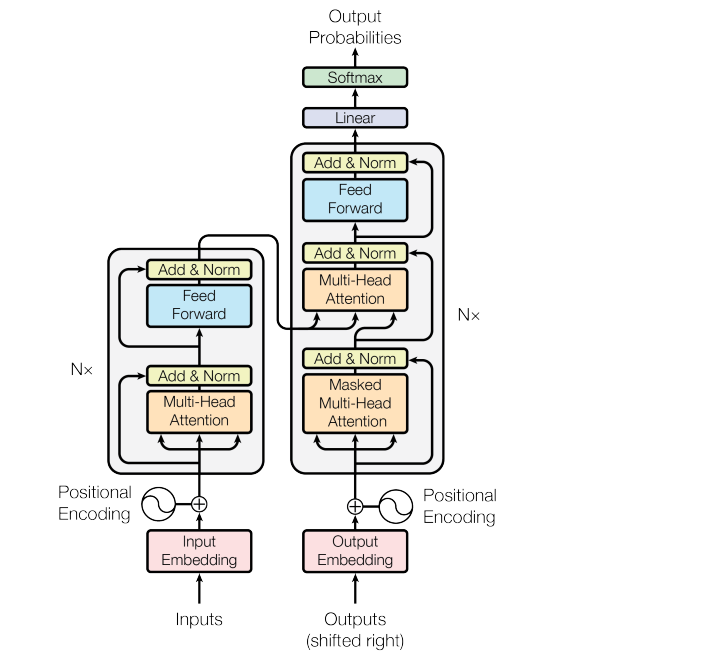 Output
Probabilities
Softmax
Linear
Add & Norm
Feed
Forward
Add & Norm
Multi-Head
Attention
Add & Norm
Masked
Multi-Head
Attention
Nx
Add & Norm
Feed
Forward
Add & Norm
Multi-Head
Attention
Nx
Positional
Encoding
Positional
Encoding
Input
Embedding
Output
Embedding
Inputs
Outputs
(shifted right)